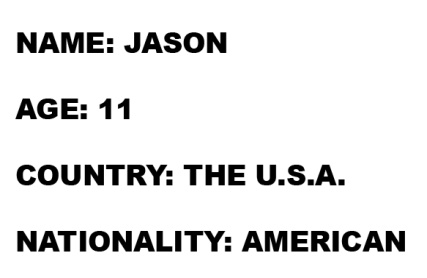 NAME: JASON
AGE: 11
COUNTRY: THE U.S.A.
NATIONALITY: AMERICAN